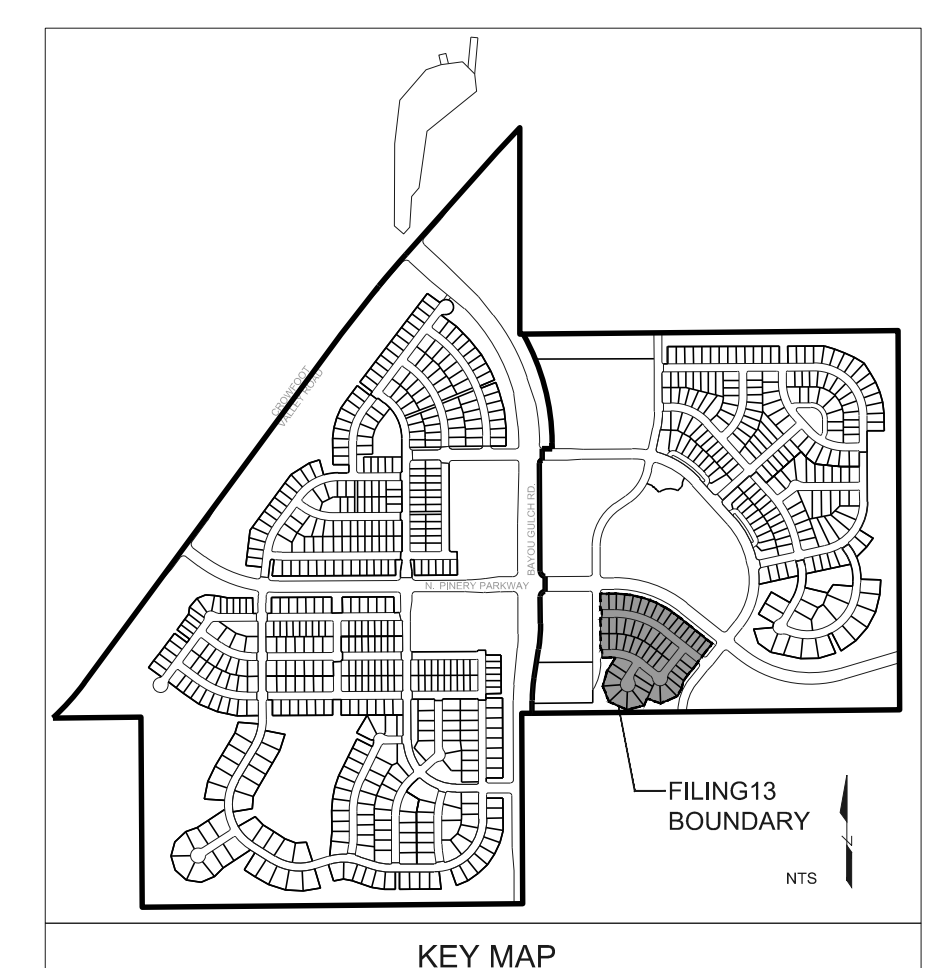 CROWFOOT
VALLEY ROAD
BAYOU GULCH RD.
N. PINERY PARKWAY
FILING13
BOUNDARY
N
NTS
KEY MAP